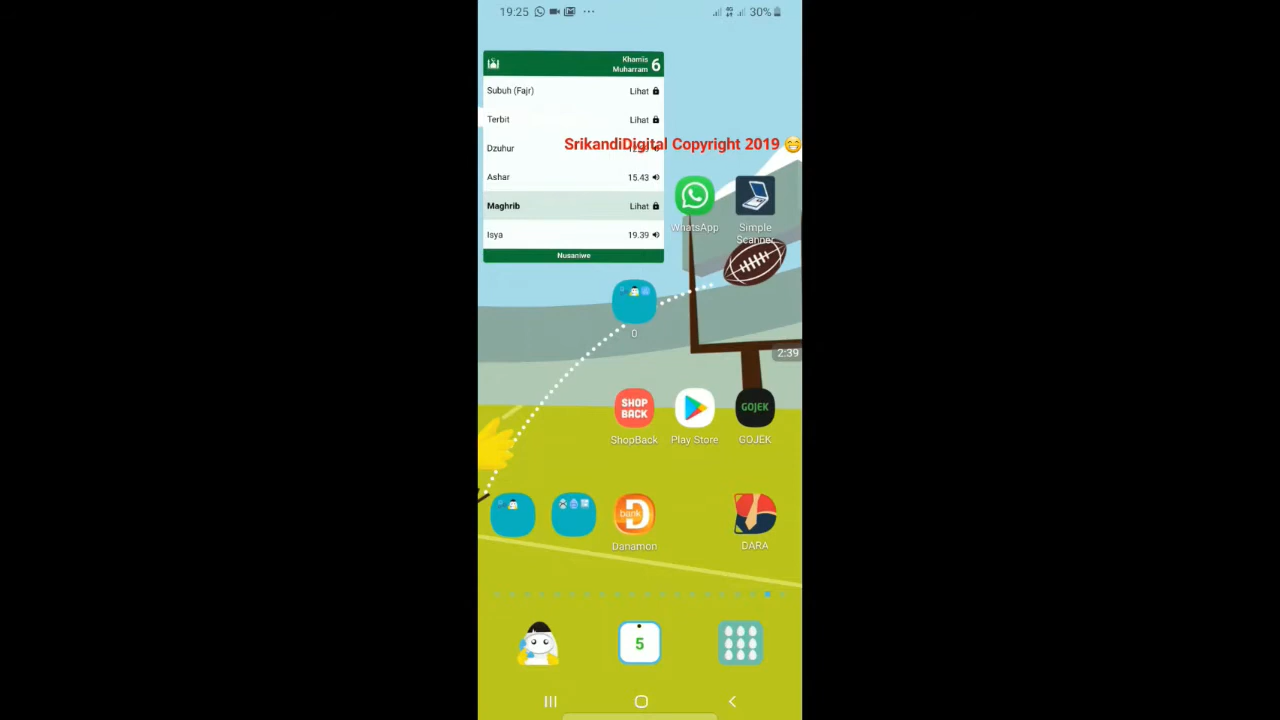 19:25
4G
30%
Khamis
Muharram 6
Subuh (Fajr) Lihat
Terbit Lihat
SrikandiDigital Copyright 2019 😁
Dzuhur
Ashar 15.43
Maghrib Lihat
Isya 19.39
Nusaniwe
WhatsApp
Simple
Scanner
0
2:39
SHOP
BACK
GOJEK
ShopBack
Play Store
GOJEK
bank D
Danamon
DARA
5